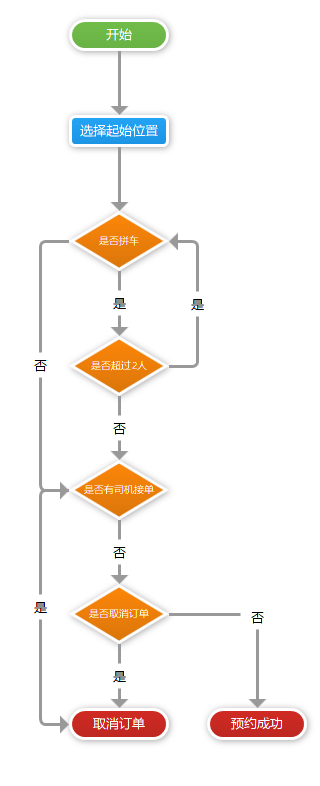 开始
选择起始位置
是否拼车
是
是
是否超过2人
否
否
是否有司机接单
否
是否取消订单
是
否
是
取消订单
预约成功